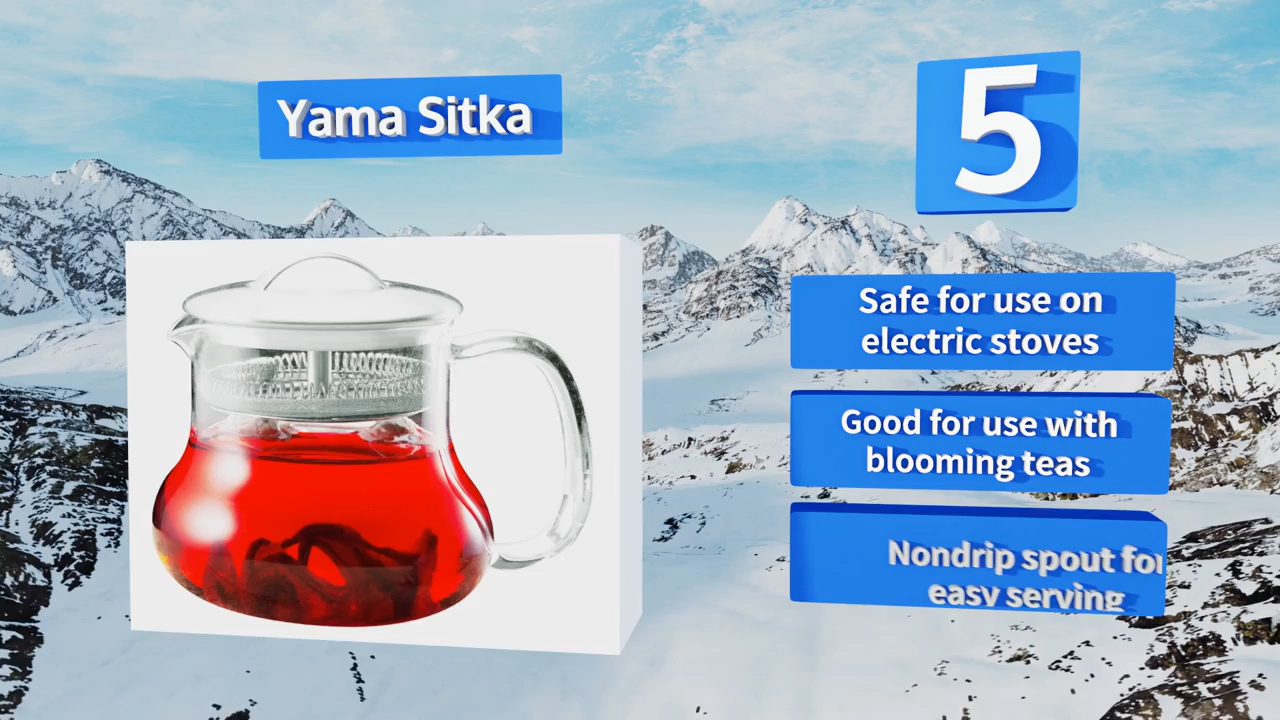 Yama Sitka
5
Safe for use on
electric stoves
Good for use with
blooming teas
Nondrip spout for
easy serving